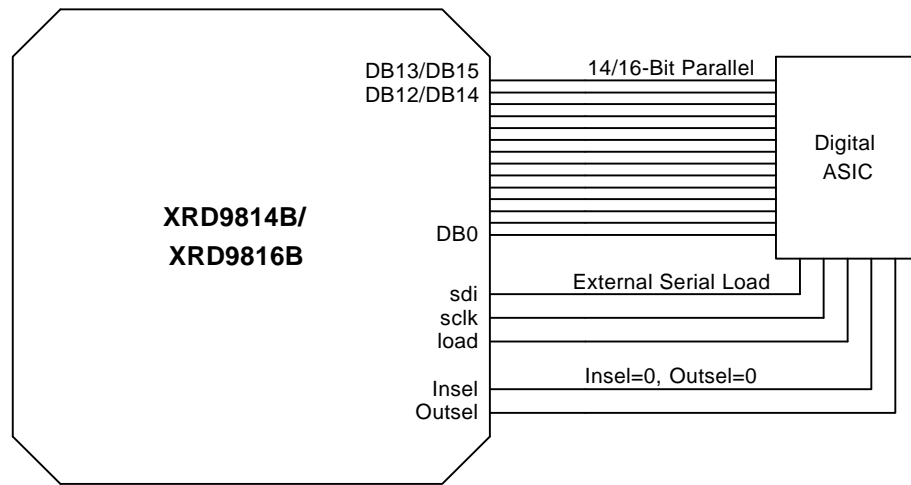 DB13/DB15
14/16-Bit Parallel
DB12/DB14
Digital
ASIC
XRD9814B/
XRD9816B
DB0
sdi
External Serial Load
sclk
load
Insel
Insel=0, Outsel=0
Outsel